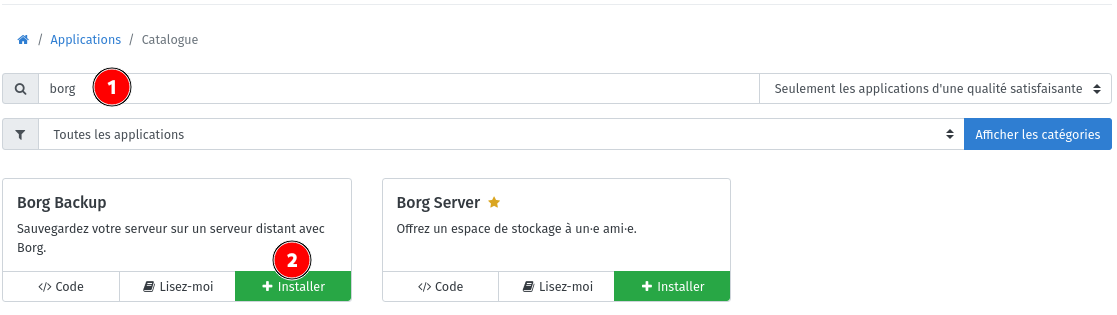 / Applications / Catalogue
borg 1 Seulement les applications d'une qualité satisfaisante
Toutes les applications Afficher les catégories
Borg Backup
Sauvegardez votre serveur sur un serveur distant avec
Borg.
2
</> Code Lisez-moi + Installer
Borg Server
Offrez un espace de stockage à un·e ami·e.
</> Code Lisez-moi + Installer